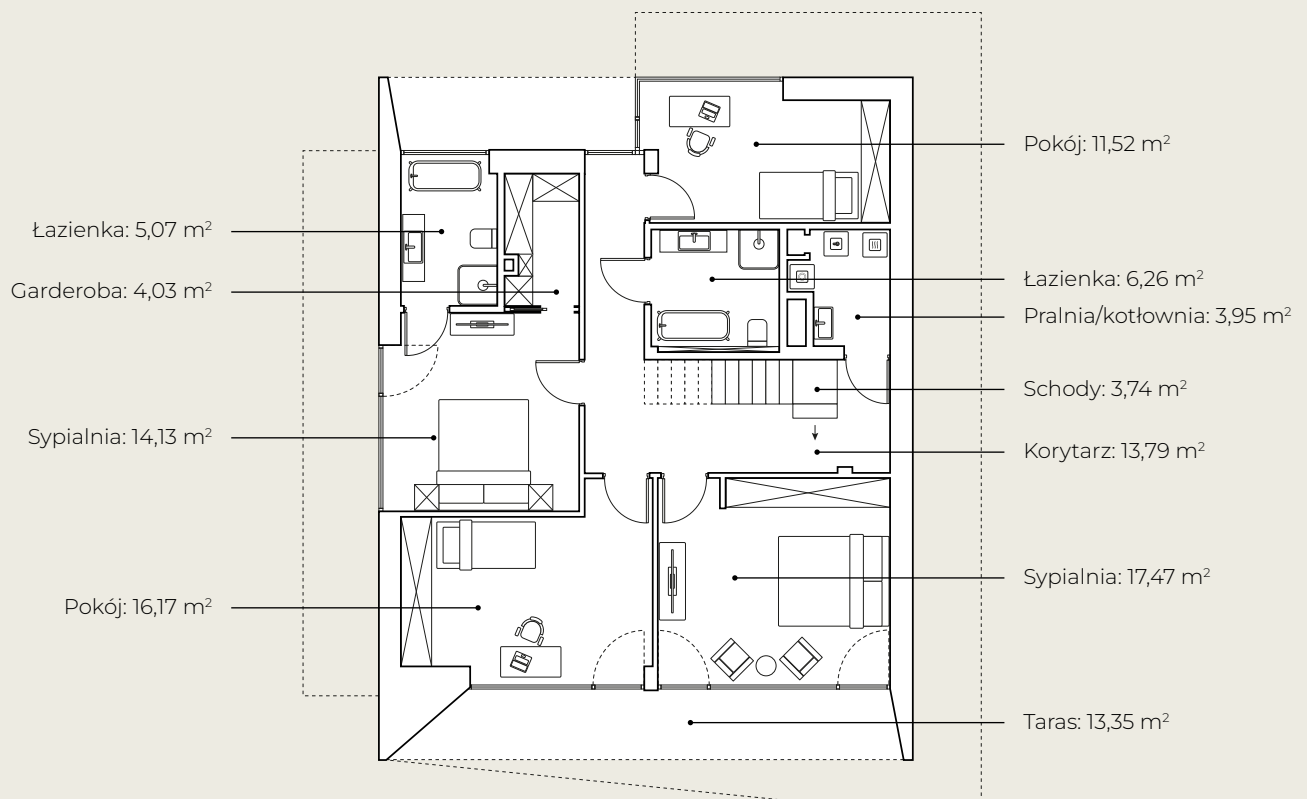 Łazienka: 5,07 m²
Garderoba: 4,03 m²
Sypialnia: 14,13 m²
Pokój: 16,17 m²
Pokój: 11,52 m²
Łazienka: 6,26 m²
Pralnia/kotłownia: 3,95 m²
Schody: 3,74 m²
Korytarz: 13,79 m²
Sypialnia: 17,47 m²
Taras: 13,35 m²